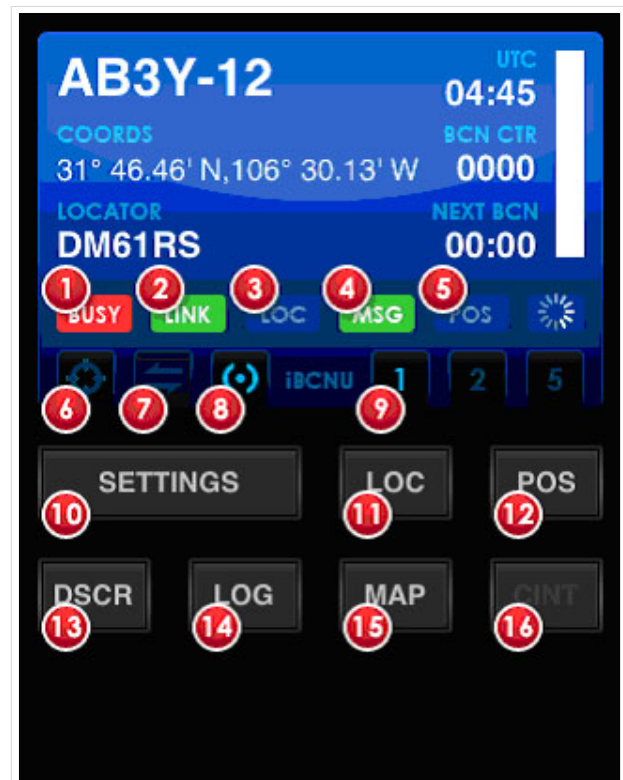 AB3Y-12
UTC
04:45
COORDS
BCN CTR
31° 46.46' N,106° 30.13' W
0000
LOCATOR
NEXT BCN
DM61RS
00:00
1 2 3 4 5
BUSY LINK LOC MSG POS
iBCNU 1 2 5
6 7 8 9
SETTINGS LOC POS
10 11 12
DSCR LOG MAP CINT
13 14 15 16